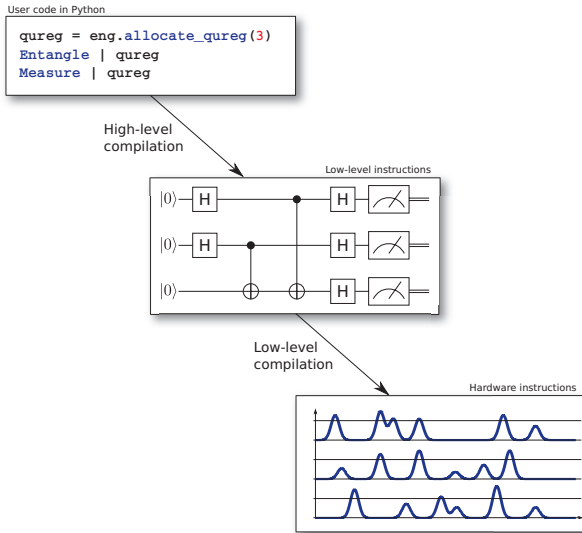 User code in Python
qureg = eng.allocate_qureg(3)
Entangle | qureg
Measure | qureg
High-level
compilation
Low-level instructions
|0⟩ H H
|0⟩ H H
|0⟩ H
Low-level
compilation
Hardware instructions